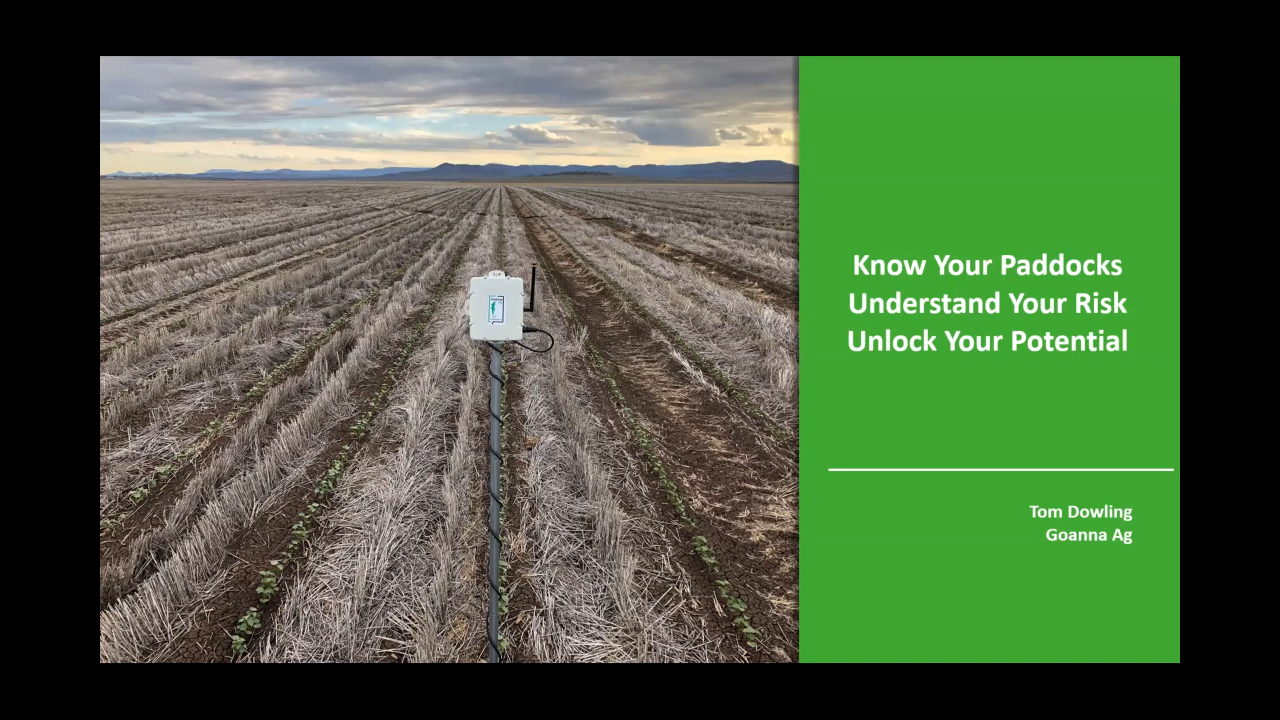 Know Your Paddocks
Understand Your Risk
Unlock Your Potential
Tom Dowling
Goanna Ag